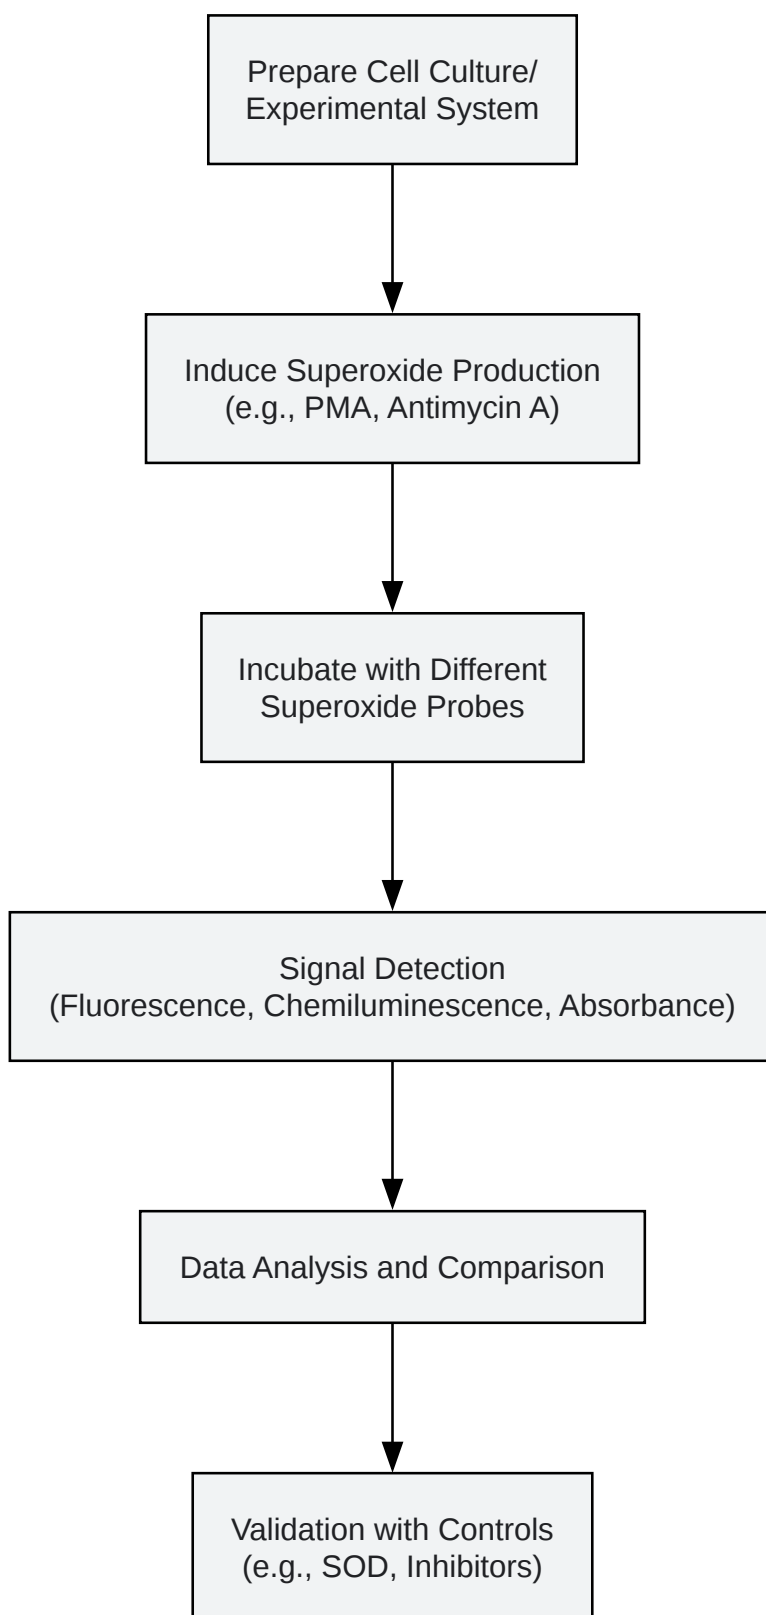 Prepare Cell Culture/
Experimental System
Induce Superoxide Production
(e.g., PMA, Antimycin A)
Incubate with Different
Superoxide Probes
Signal Detection
(Fluorescence, Chemiluminescence, Absorbance)
Data Analysis and Comparison
Validation with Controls
(e.g., SOD, Inhibitors)